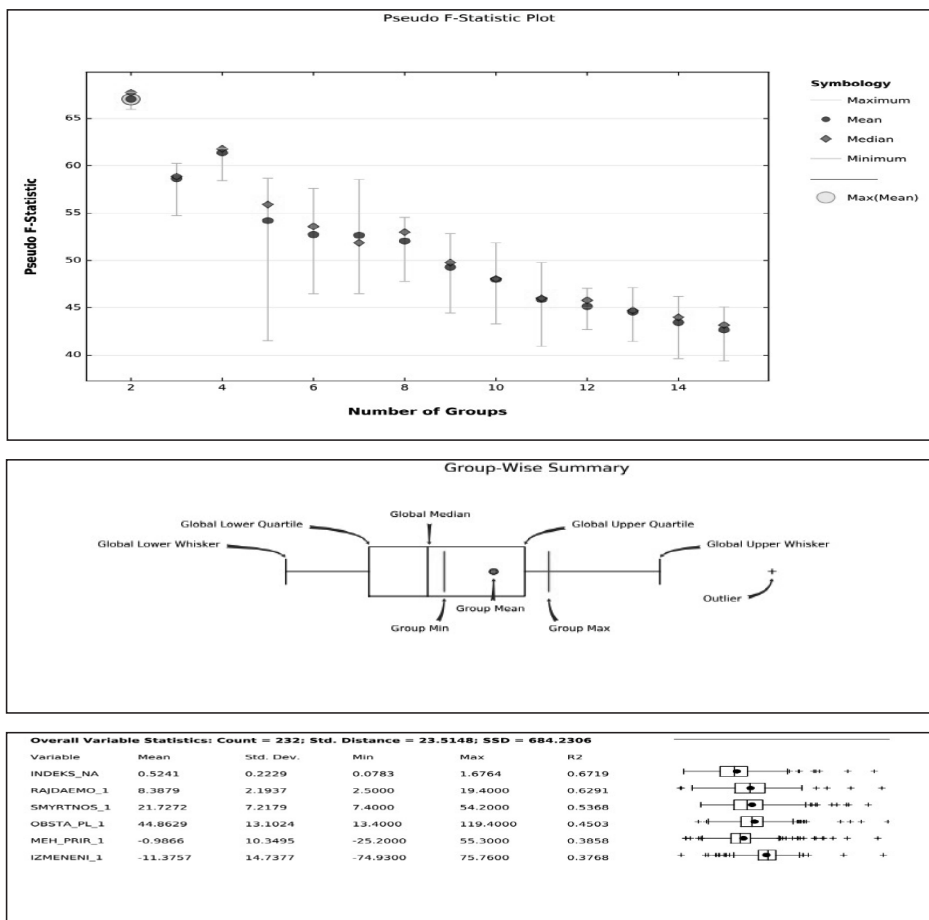 Pseudo F-Statistic Plot
Symbology
Maximum
Mean
Median
Minimum
Max(Mean)
Pseudo F-Statistic
65
60
55
50
45
40
2 4 6 8 10 12 14
Number of Groups
Group-Wise Summary
Global Median
Global Lower Quartile
Global Upper Quartile
Global Lower Whisker
Global Upper Whisker
Group Mean
Outlier
Group Min
Group Max
Overall Variable Statistics: Count = 232; Std. Distance = 23.5148; SSD = 684.2306
Variable Mean Std. Dev. Min Max R2
INDEKS_NA 0.5241 0.2229 0.0783 1.6764 0.6719
RAJDAEMO_1 8.3879 2.1937 2.5000 19.4000 0.6291
SMYRTNOS_1 21.7272 7.2179 7.4000 54.2000 0.5368
OBSTA_PL_1 44.8629 13.1024 13.4000 119.4000 0.4503
MEH_PRIR_1 -0.9866 10.3495 -25.2000 55.3000 0.3858
IZMENENI_1 -11.3757 14.7377 -74.9300 75.7600 0.3768